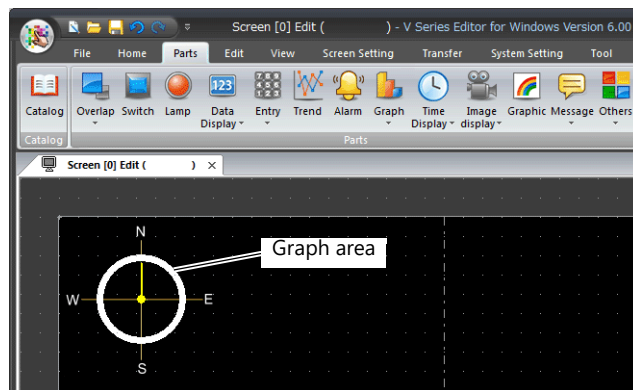 Screen [0] Edit (          ) - V Series Editor for Windows Version 6.00
File Home Parts Edit View Screen Setting Transfer System Setting Tool
123
Catalog Overlap Switch Lamp Data Display Entry Trend Alarm Graph Time Display Image display Graphic Message Others
Catalog Parts
Screen [0] Edit (          ) ×
N
Graph area
W E
S